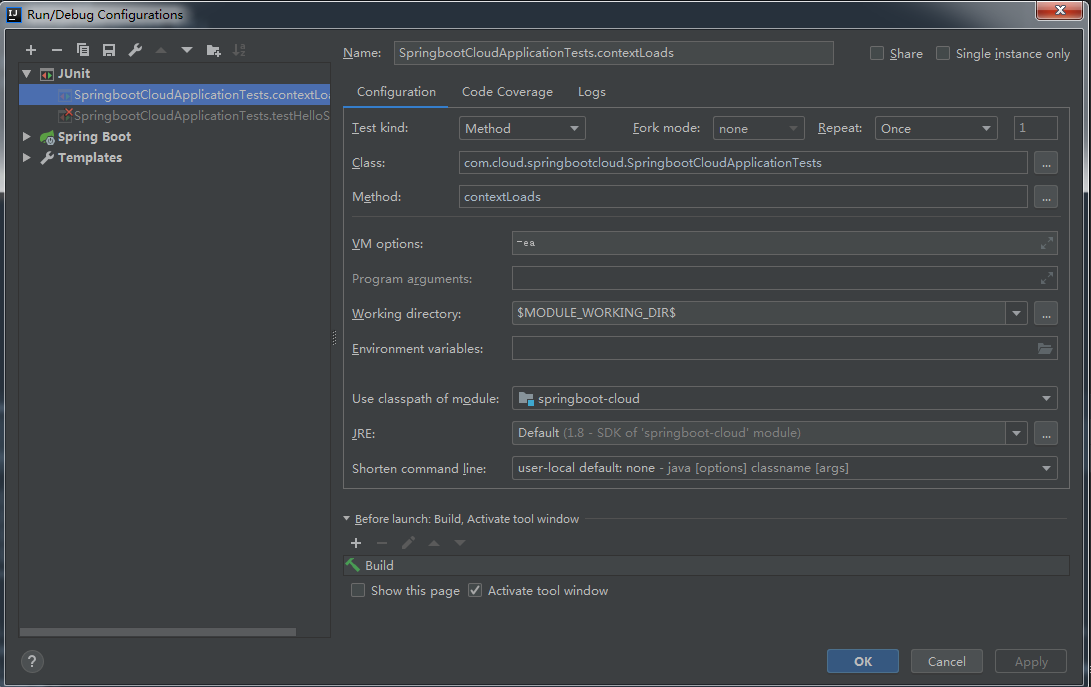 Run/Debug Configurations
JUnit
SpringbootCloudApplicationTests.contextLo
SpringbootCloudApplicationTests.testHelloS
Spring Boot
Templates
Name: SpringbootCloudApplicationTests.contextLoads Share Single instance only
Configuration Code Coverage Logs
Test kind: Method Fork mode: none Repeat: Once 1
Class: com.cloud.springbootcloud.SpringbootCloudApplicationTests ...
Method: contextLoads ...
VM options: -ea
Program arguments:
Working directory: $MODULE_WORKING_DIR$ ...
Environment variables:
Use classpath of module: springboot-cloud
JRE: Default (1.8 - SDK of 'springboot-cloud' module) ...
Shorten command line: user-local default: none - java [options] classname [args]
Before launch: Build, Activate tool window
Build
Show this page Activate tool window
? OK Cancel Apply